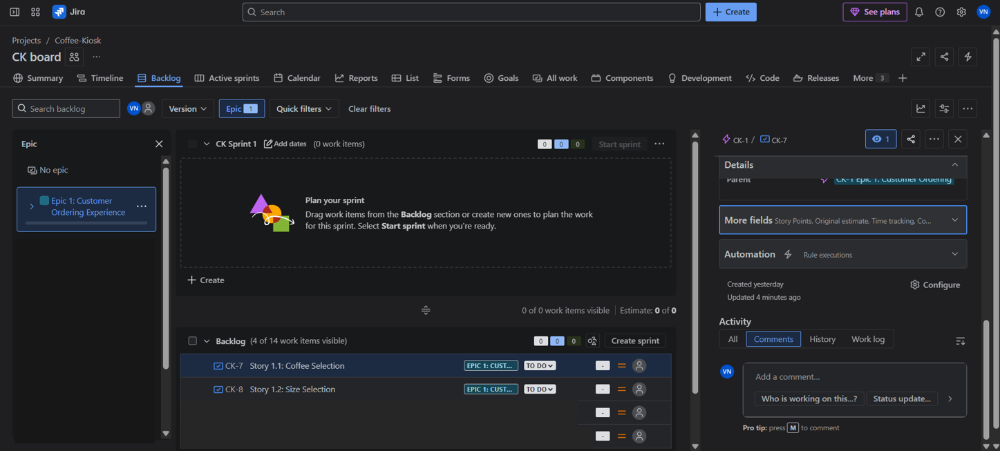 Jira
Search
Create
See plans
VN
Projects / Coffee-Kiosk
CK board
Summary
Timeline
Backlog
Active sprints
Calendar
Reports
List
Forms
Goals
All work
Components
Development
Code
Releases
More 3
Search backlog
VN
Version
Epic 1
Quick filters
Clear filters
Epic
No epic
Epic 1: Customer
Ordering Experience
CK Sprint 1 Add dates (0 work items)
0 0 0
Start sprint
Plan your sprint
Drag work items from the Backlog section or create new ones to plan the work
for this sprint. Select Start sprint when you're ready.
Create
0 of 0 work items visible
Estimate: 0 of 0
Backlog (4 of 14 work items visible)
0 0 0
Create sprint
CK-7 Story 1.1: Coffee Selection EPIC 1: CUST... TO DO -
CK-8 Story 1.2: Size Selection EPIC 1: CUST... TO DO -
-
-
CK-1 / CK-7
1
Details
Parent CK-1 Epic 1: Customer Ordering
More fields Story Points, Original estimate, Time tracking, Co...
Automation Rule executions
Created yesterday
Configure
Updated 4 minutes ago
Activity
All
Comments
History
Work log
VN
Add a comment...
Who is working on this...?
Status update...
Pro tip: press M to comment